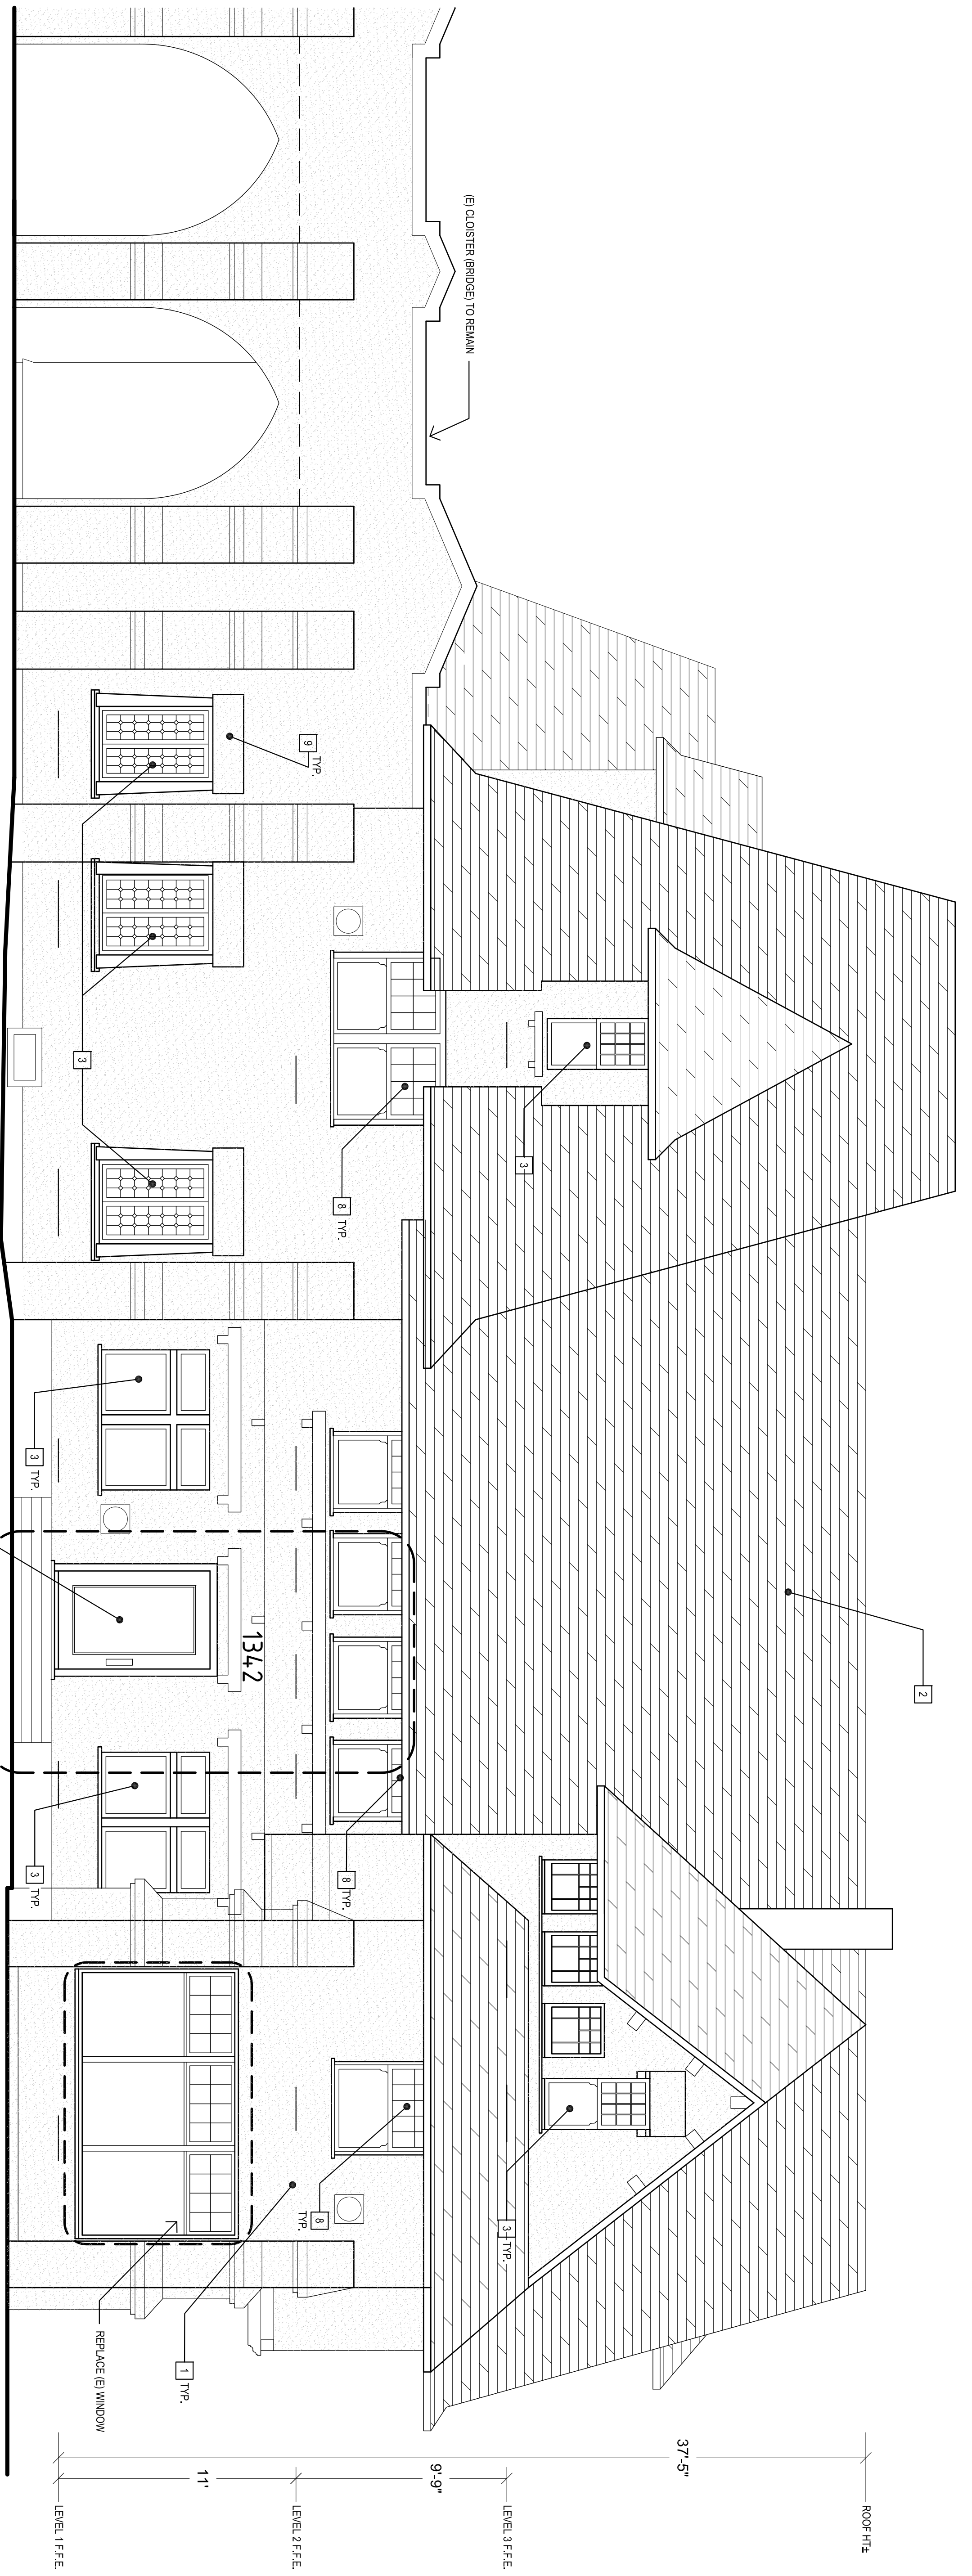 (E) CLOISTER (BRIDGE) TO REMAIN
2
9 TYP.
3
3
8 TYP.
3 TYP.
1342
3 TYP.
8 TYP.
3 TYP.
8
TYP.
1 TYP.
REPLACE (E) WINDOW
37'-5"
9'-9"
11'
ROOF HT±
LEVEL 3 F.F.E.
LEVEL 2 F.F.E.
LEVEL 1 F.F.E.